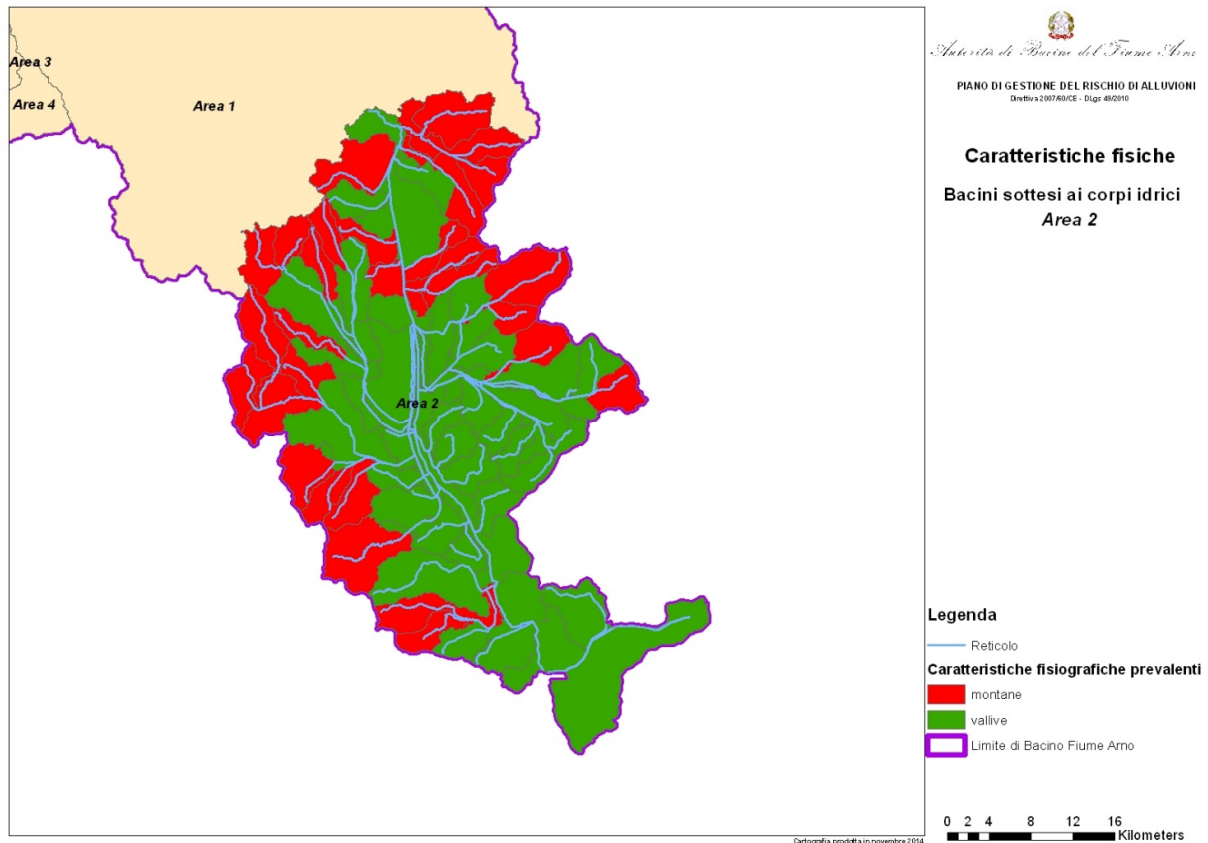 Area 3
Area 4
Area 1
Area 2
Autorità di Bacino del Fiume Arno
PIANO DI GESTIONE DEL RISCHIO DI ALLUVIONI
Direttiva 2007/60/CE - DLgs 49/2010
Caratteristiche fisiche
Bacini sottesi ai corpi idrici
Area 2
Legenda
Reticolo
Caratteristiche fisiografiche prevalenti
montane
vallive
Limite di Bacino Fiume Arno
0 2 4 8 12 16
Kilometers
Cartografia prodotta in novembre 2014